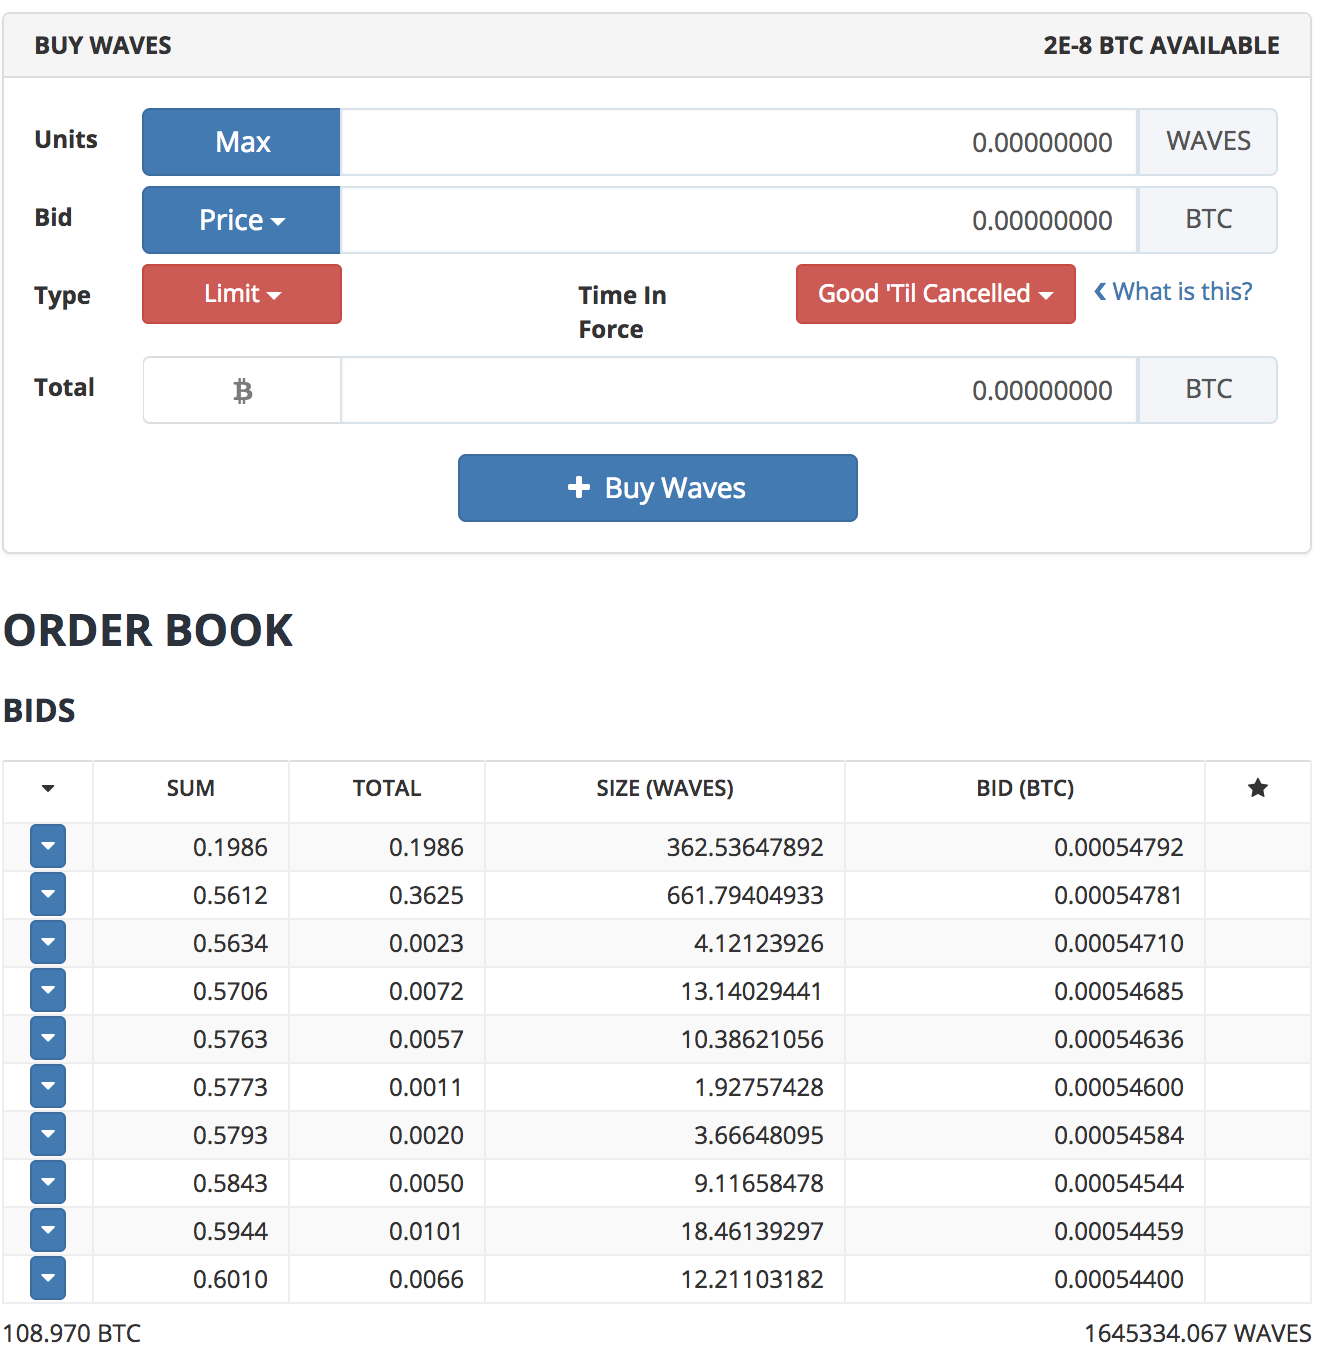 BUY WAVES 2E-8 BTC AVAILABLE
Units Max 0.00000000 WAVES
Bid Price 0.00000000 BTC
Type Limit Time In Force Good 'Til Cancelled What is this?
Total 0.00000000 BTC
Buy Waves
ORDER BOOK
BIDS
SUM TOTAL SIZE (WAVES) BID (BTC)
0.1986 0.1986 362.53647892 0.00054792
0.5612 0.3625 661.79404933 0.00054781
0.5634 0.0023 4.12123926 0.00054710
0.5706 0.0072 13.14029441 0.00054685
0.5763 0.0057 10.38621056 0.00054636
0.5773 0.0011 1.92757428 0.00054600
0.5793 0.0020 3.66648095 0.00054584
0.5843 0.0050 9.11658478 0.00054544
0.5944 0.0101 18.46139297 0.00054459
0.6010 0.0066 12.21103182 0.00054400
108.970 BTC 1645334.067 WAVES